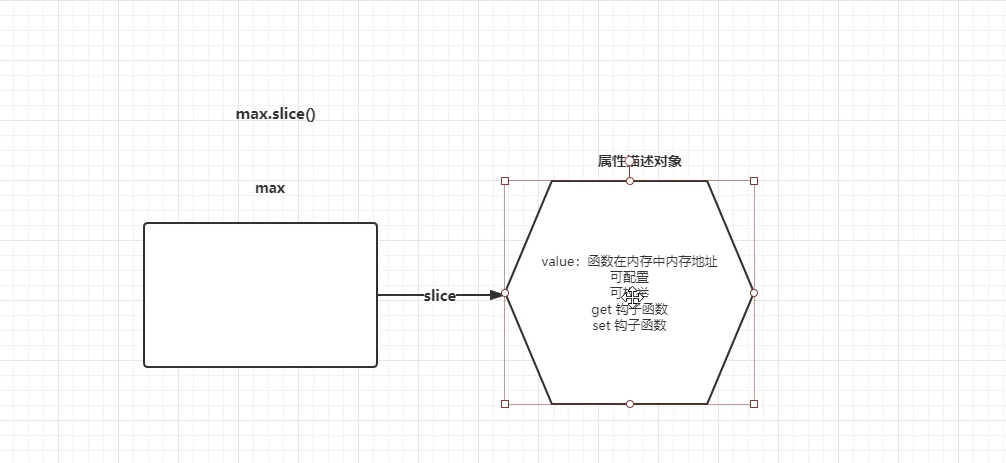 max.slice()
max
属性描述对象
slice
value：函数在内存中内存地址
可配置
可枚举
get 钩子函数
set 钩子函数